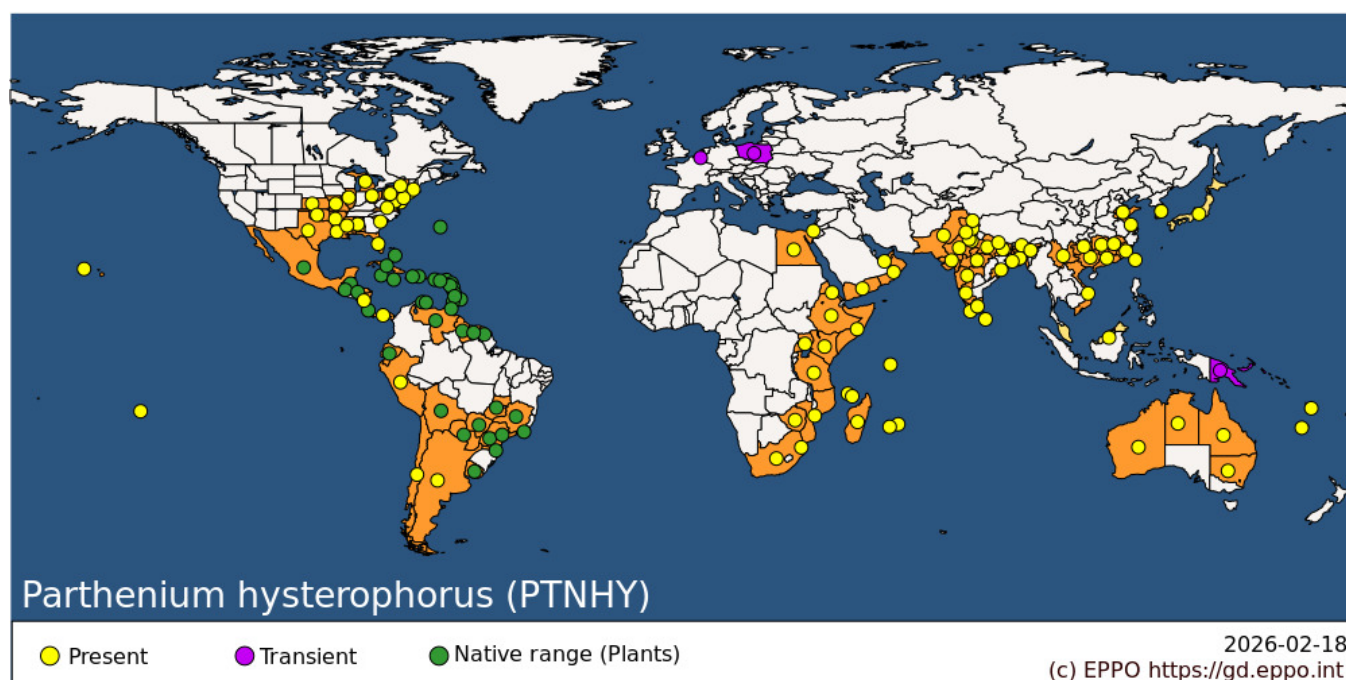 Parthenium hysterophorus (PTNHY)
Present
Transient
Native range (Plants)
2026-02-18
(c) EPPO https://gd.eppo.int